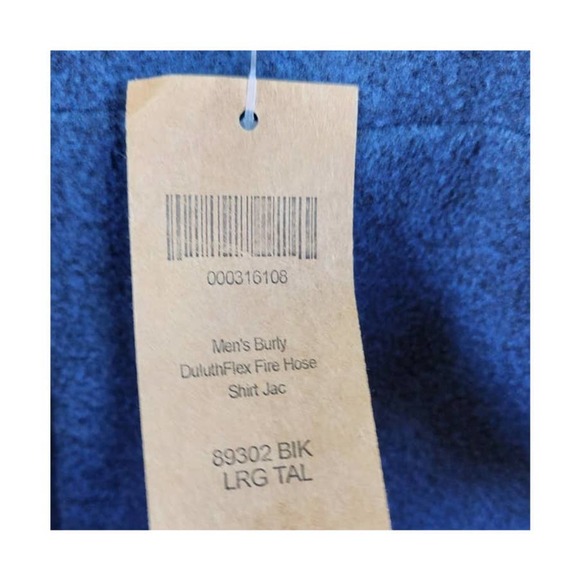 000316108
Men's Burly
DuluthFlex Fire Hose
Shirt Jac
89302 BIK
LRG TAL